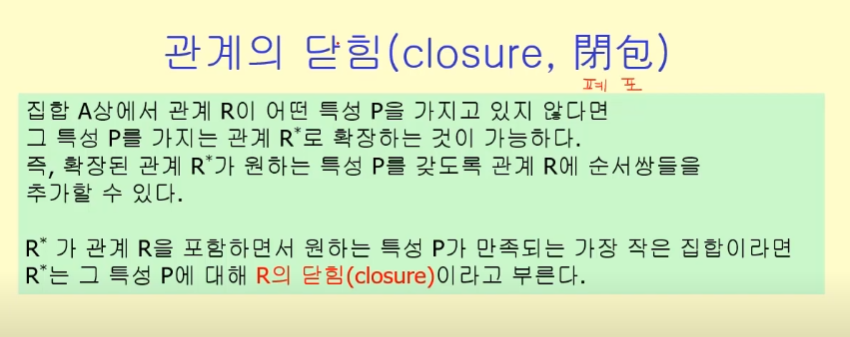 관계의 닫힘(closure, 閉包)
폐 포
집합 A상에서 관계 R이 어떤 특성 P을 가지고 있지 않다면
그 특성 P를 가지는 관계 R*로 확장하는 것이 가능하다.
즉, 확장된 관계 R*가 원하는 특성 P를 갖도록 관계 R에 순서쌍들을
추가할 수 있다.
R* 가 관계 R을 포함하면서 원하는 특성 P가 만족되는 가장 작은 집합이라면
R*는 그 특성 P에 대해 R의 닫힘(closure)이라고 부른다.